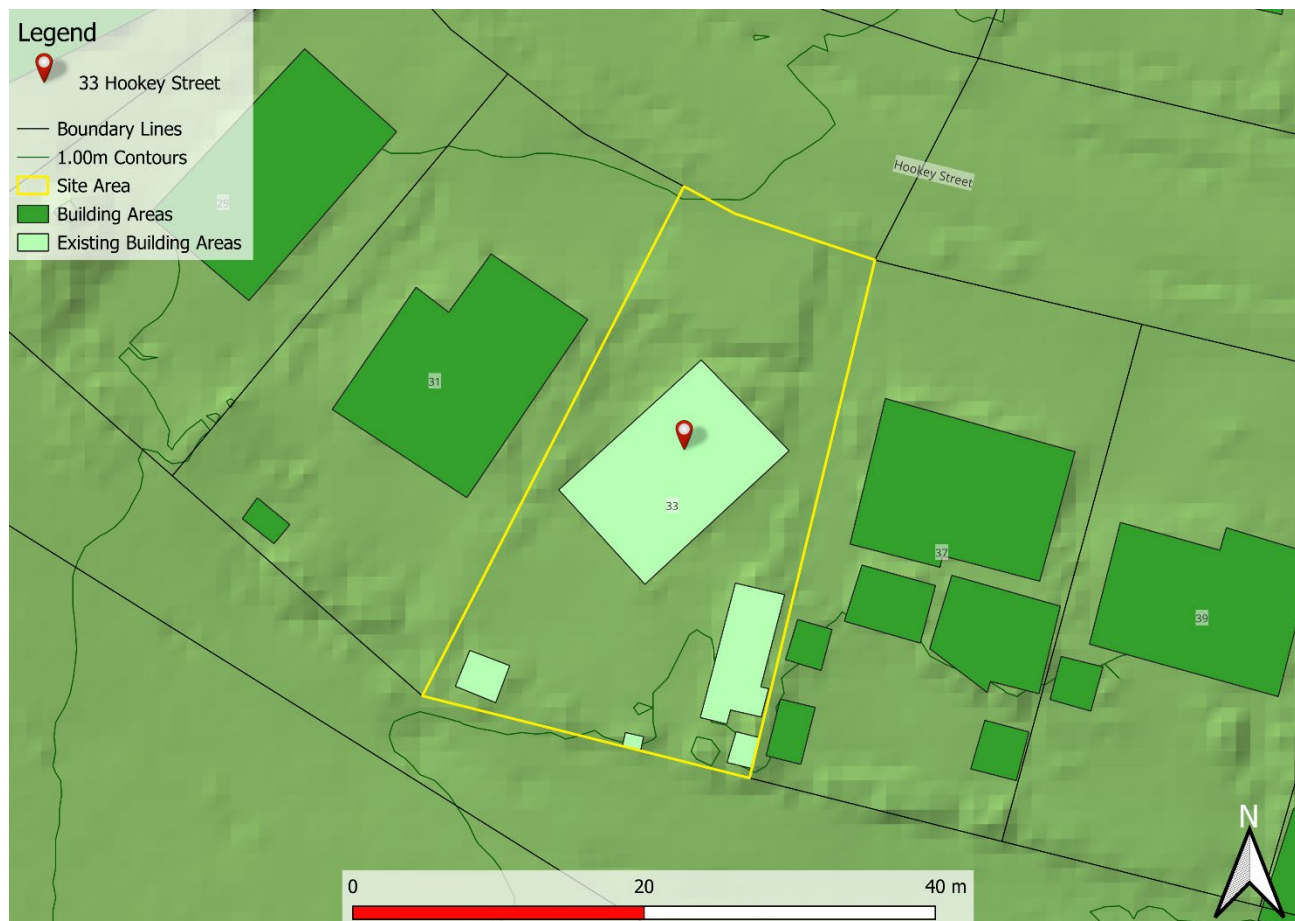 Legend
33 Hookey Street
Boundary Lines
1.00m Contours
Site Area
Building Areas
Existing Building Areas
29
Hookey Street
31
33
37
39
N
0 20 40 m